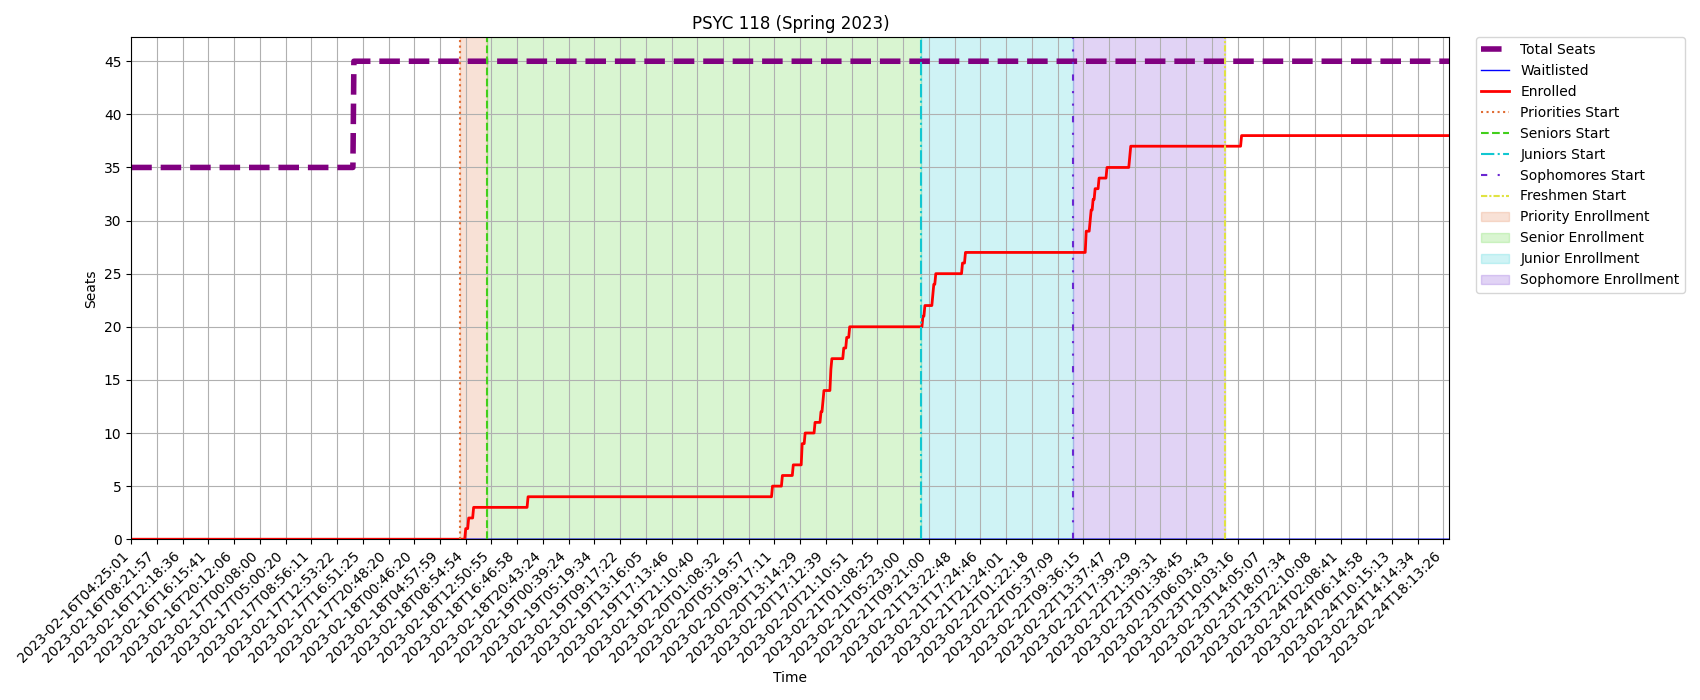 PSYC 118 (Spring 2023)
Seats
45
40
35
30
25
20
15
10
5
0
2023-02-16T04:25:01
2023-02-16T08:21:57
2023-02-16T12:18:36
2023-02-16T16:15:41
2023-02-16T20:12:06
2023-02-17T00:08:00
2023-02-17T05:00:20
2023-02-17T08:56:11
2023-02-17T12:53:22
2023-02-17T16:51:25
2023-02-17T20:48:20
2023-02-18T00:46:20
2023-02-18T04:57:59
2023-02-18T08:54:54
2023-02-18T12:50:55
2023-02-18T16:46:58
2023-02-18T20:43:24
2023-02-19T00:39:24
2023-02-19T05:19:34
2023-02-19T09:17:22
2023-02-19T13:16:05
2023-02-19T17:13:46
2023-02-19T21:10:40
2023-02-20T01:08:32
2023-02-20T05:19:57
2023-02-20T09:17:11
2023-02-20T13:14:29
2023-02-20T17:12:39
2023-02-20T21:10:51
2023-02-21T01:08:25
2023-02-21T05:23:00
2023-02-21T09:21:00
2023-02-21T13:22:48
2023-02-21T17:24:46
2023-02-21T21:24:01
2023-02-22T01:22:18
2023-02-22T05:37:09
2023-02-22T09:36:15
2023-02-22T13:37:47
2023-02-22T17:39:29
2023-02-22T21:39:31
2023-02-23T01:38:45
2023-02-23T06:03:43
2023-02-23T10:03:16
2023-02-23T14:05:07
2023-02-23T18:07:34
2023-02-23T22:10:08
2023-02-24T02:08:41
2023-02-24T06:14:58
2023-02-24T10:15:13
2023-02-24T14:14:34
2023-02-24T18:13:26
Time
Total Seats
Waitlisted
Enrolled
Priorities Start
Seniors Start
Juniors Start
Sophomores Start
Freshmen Start
Priority Enrollment
Senior Enrollment
Junior Enrollment
Sophomore Enrollment